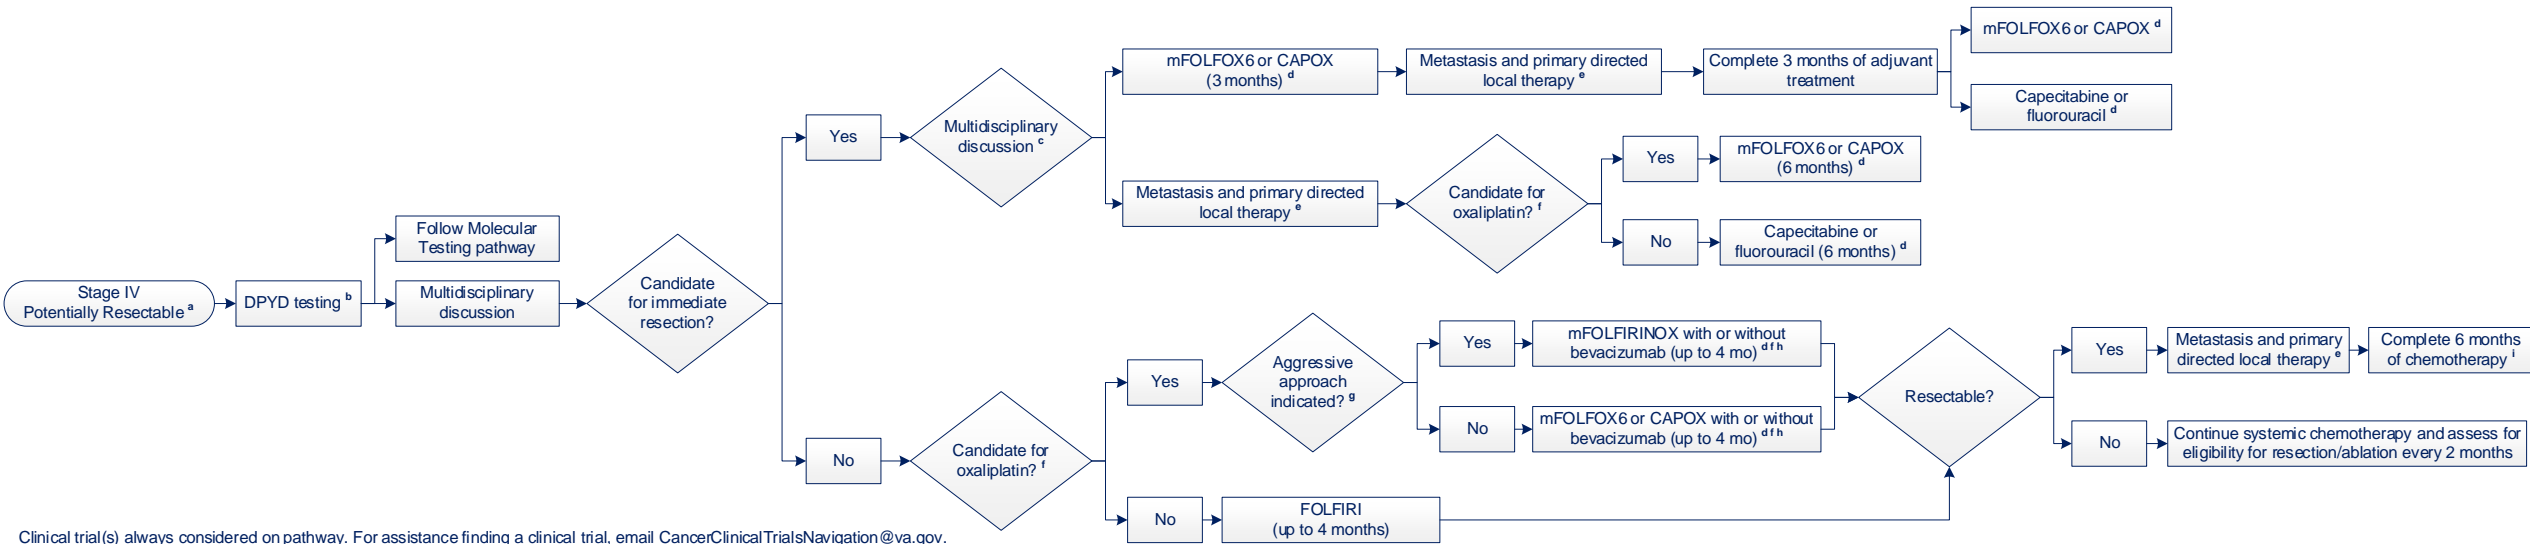 Stage IV
Potentially Resectable a
DPYD testing b
Follow Molecular
Testing pathway
Multidisciplinary
discussion
Candidate
for immediate
resection?
Yes
Multidisciplinary
discussion c
mFOLFOX6 or CAPOX
(3 months) d
Metastasis and primary directed
local therapy e
Complete 3 months of adjuvant
treatment
mFOLFOX6 or CAPOX d
Capecitabine or
fluorouracil d
Metastasis and primary directed
local therapy e
Candidate for
oxaliplatin? f
Yes
mFOLFOX6 or CAPOX
(6 months) d
No
Capecitabine or
fluorouracil (6 months) d
No
Candidate for
oxaliplatin? f
Yes
Aggressive
approach
indicated? g
Yes
mFOLFIRINOX with or without
bevacizumab (up to 4 mo) d f h
No
mFOLFOX6 or CAPOX with or without
bevacizumab (up to 4 mo) d f h
No
FOLFIRI
(up to 4 months)
Resectable?
Yes
Metastasis and primary
directed local therapy e
Complete 6 months
of chemotherapy i
No
Continue systemic chemotherapy and assess for
eligibility for resection/ablation every 2 months
Clinical trial(s) always considered on pathway. For assistance finding a clinical trial, email CancerClinicalTrialsNavigation@va.gov.